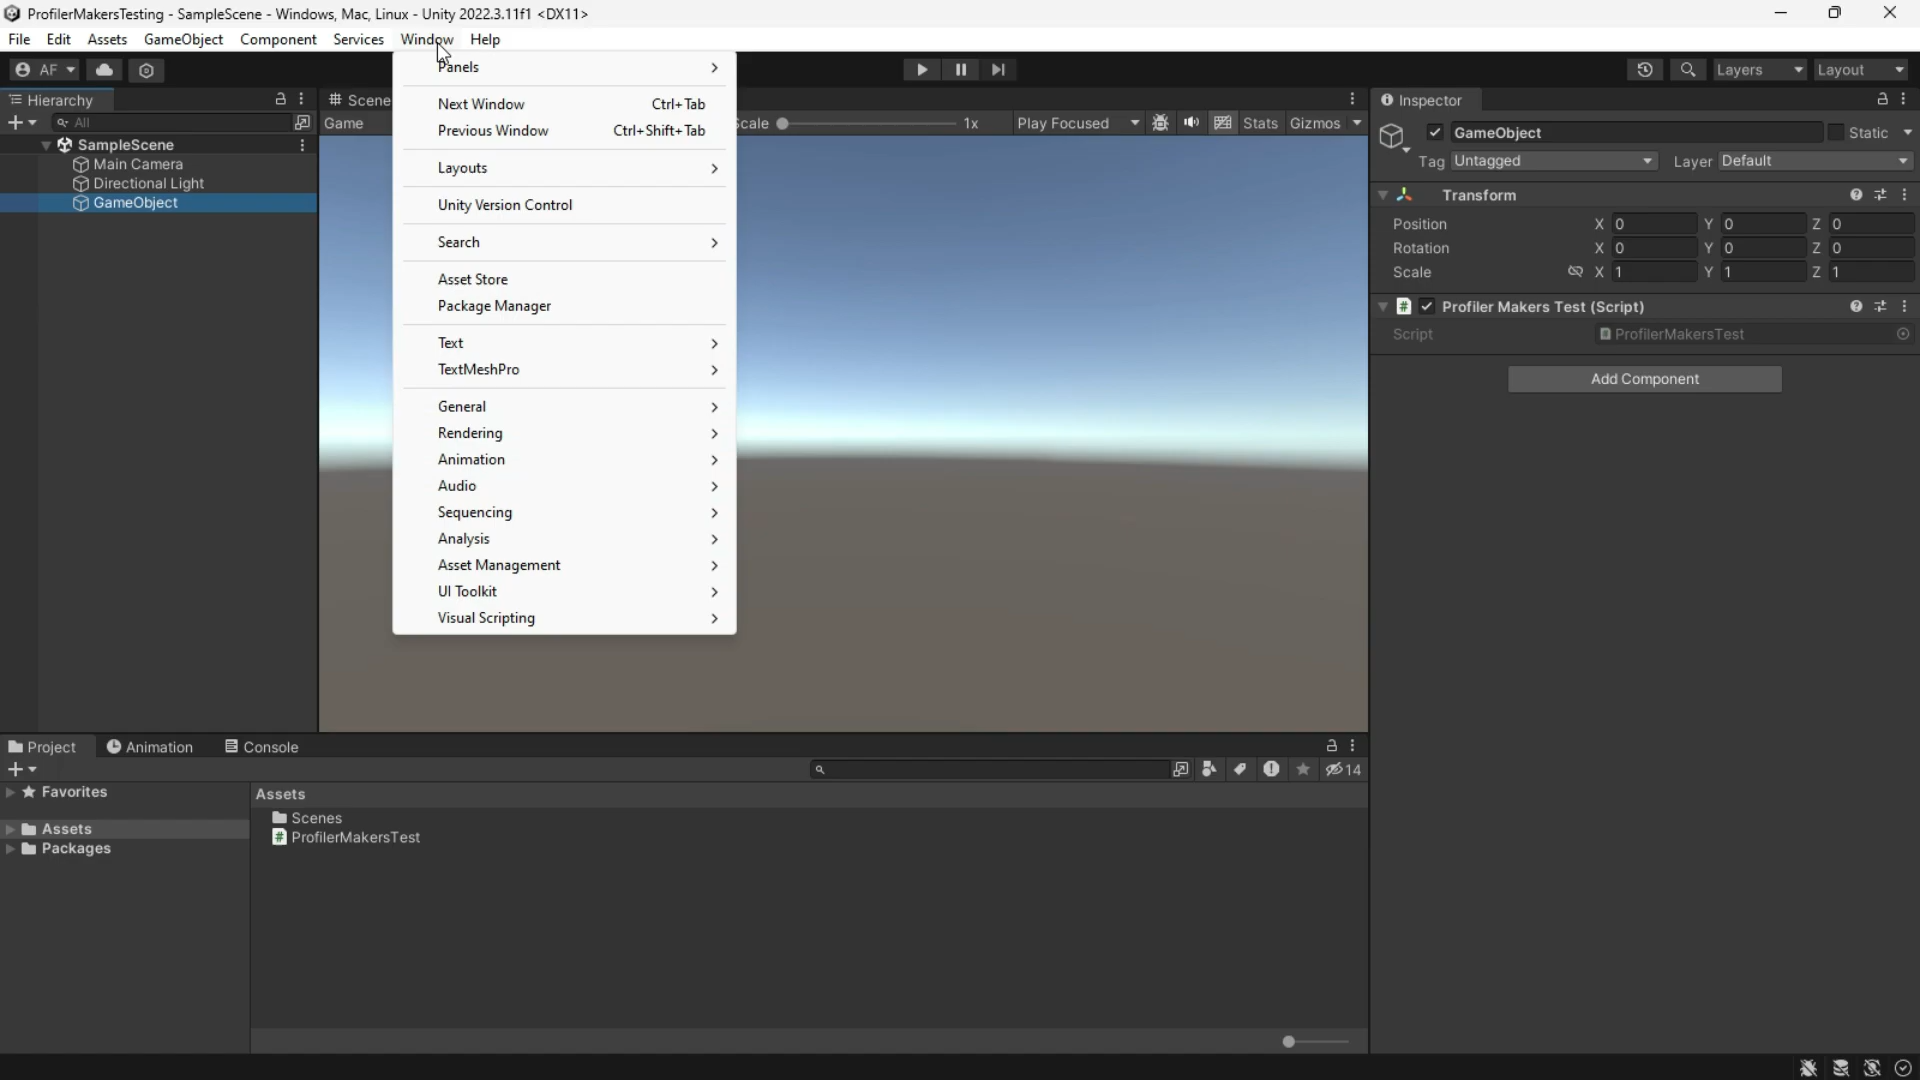 ProfilerMakersTesting - SampleScene - Windows, Mac, Linux - Unity 2022.3.11f1 <DX11>
File Edit Assets GameObject Component Services Window Help
AF Layers Layout
Hierarchy
All
SampleScene
Main Camera
Directional Light
GameObject
Scene
Game
Scale 1x Play Focused Stats Gizmos
Panels
Next Window Ctrl+Tab
Previous Window Ctrl+Shift+Tab
Layouts
Unity Version Control
Search
Asset Store
Package Manager
Text
TextMeshPro
General
Rendering
Animation
Audio
Sequencing
Analysis
Asset Management
UI Toolkit
Visual Scripting
Inspector
GameObject Static
Tag Untagged Layer Default
Transform
Position X 0 Y 0 Z 0
Rotation X 0 Y 0 Z 0
Scale X 1 Y 1 Z 1
# Profiler Makers Test (Script)
Script ProfilerMakersTest
Add Component
Project Animation Console
14
Favorites
Assets
Packages
Assets
Scenes
# ProfilerMakersTest